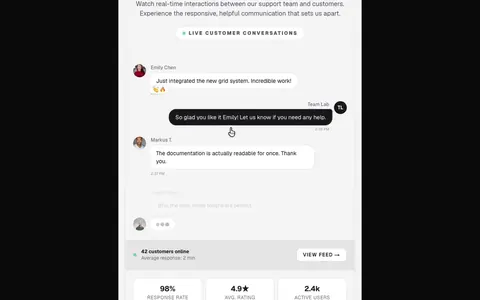 Watch real-time interactions between our support team and customers.
Experience the responsive, helpful communication that sets us apart.
LIVE CUSTOMER CONVERSATIONS
Emily Chen
Just integrated the new grid system. Incredible work!
👏🔥
Team Lab
So glad you like it Emily! Let us know if you need any help.
TL
Markus T.
The documentation is actually readable for once. Thank
you.
42 customers online
Average response: 2 min
VIEW FEED →
98%
RESPONSE RATE
4.9★
AVG. RATING
2.4k
ACTIVE USERS